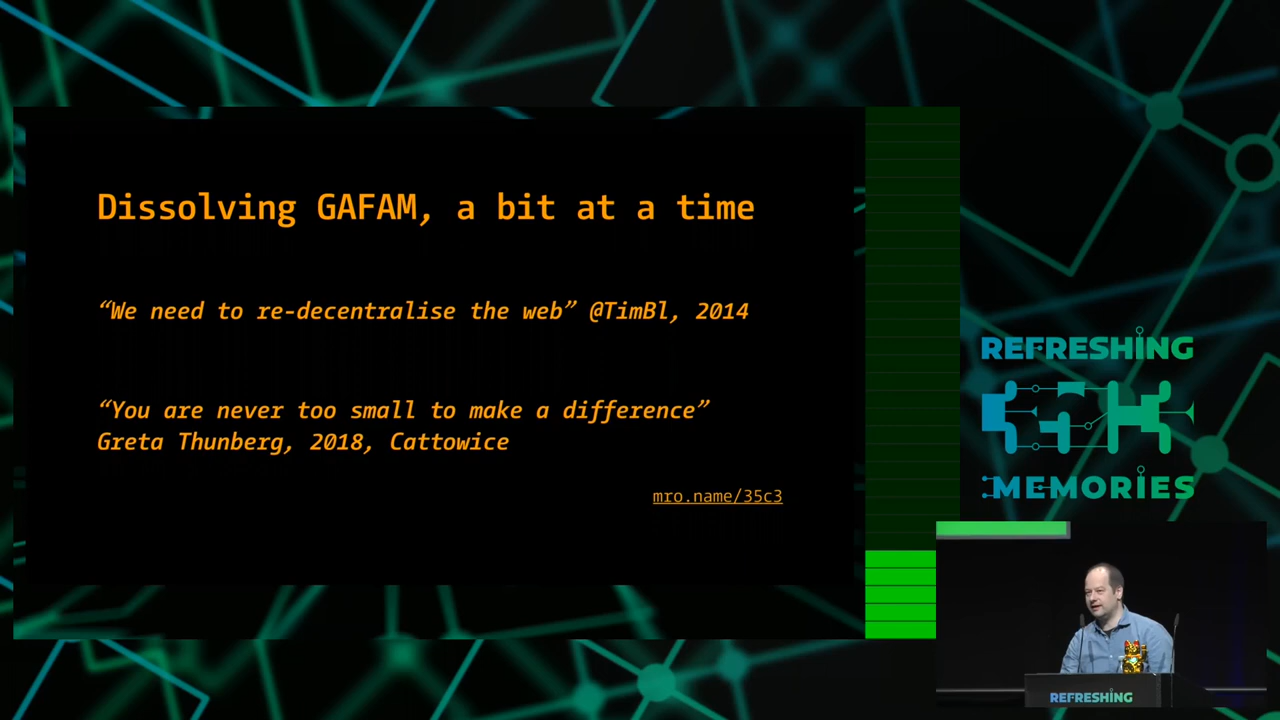 Dissolving GAFAM, a bit at a time
“We need to re-decentralise the web” @TimBl, 2014
“You are never too small to make a difference”
Greta Thunberg, 2018, Cattowice
mro.name/35c3
REFRESHING
35C3
MEMORIES
REFRESHING